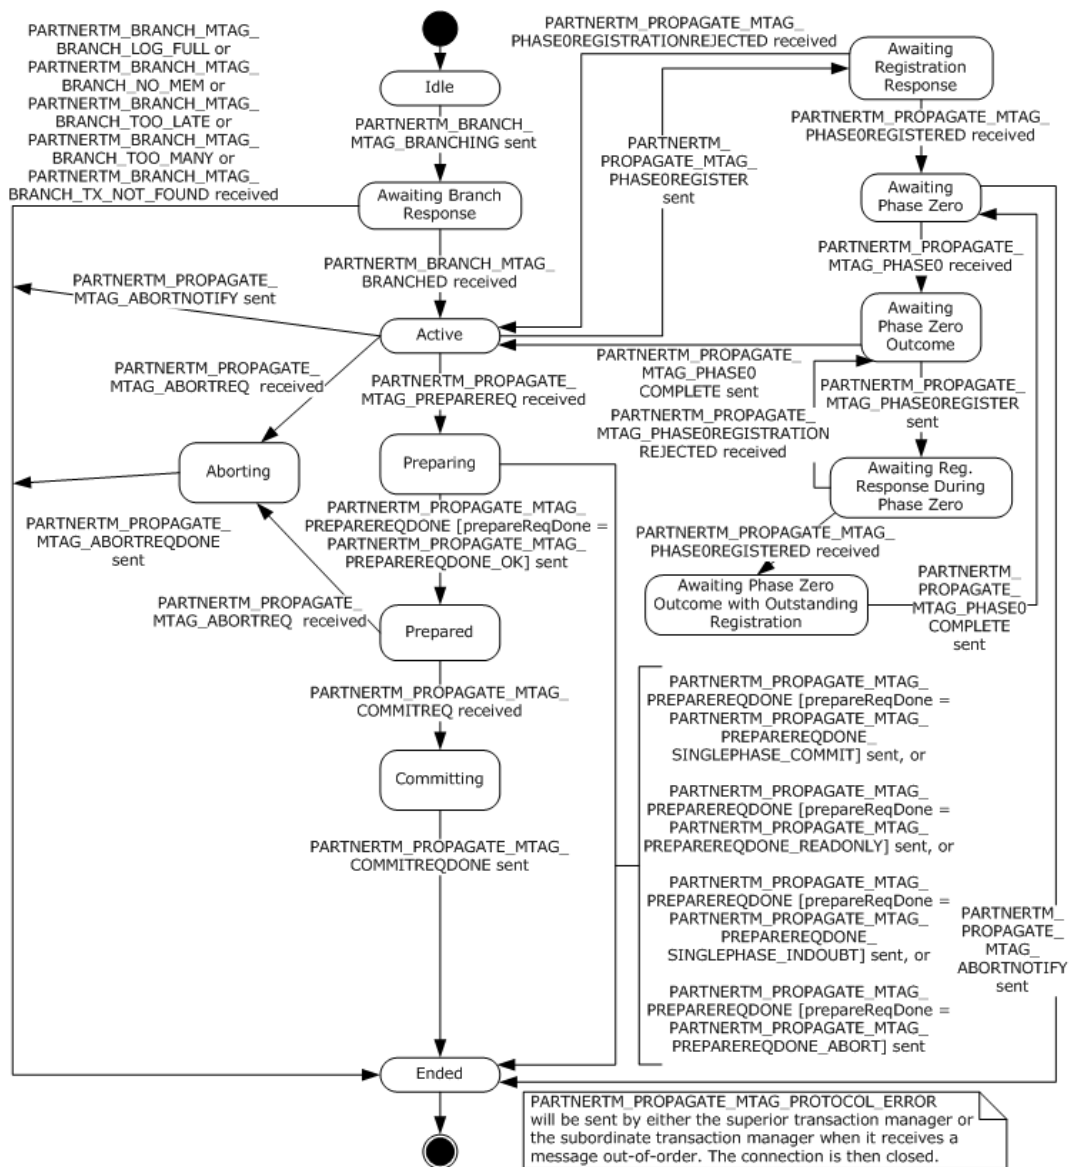 PARTNERTM_BRANCH_MTAG_
BRANCH_LOG_FULL or
PARTNERTM_BRANCH_MTAG_
BRANCH_NO_MEM or
PARTNERTM_BRANCH_MTAG_
BRANCH_TOO_LATE or
PARTNERTM_BRANCH_MTAG_
BRANCH_TOO_MANY or
PARTNERTM_BRANCH_MTAG_
BRANCH_TX_NOT_FOUND received
Idle
PARTNERTM_BRANCH_
MTAG_BRANCHING sent
Awaiting Branch
Response
PARTNERTM_BRANCH_MTAG_
BRANCHED received
PARTNERTM_PROPAGATE_
MTAG_ABORTNOTIFY sent
Active
PARTNERTM_PROPAGATE_MTAG_
PHASE0REGISTRATIONREJECTED received
Awaiting
Registration
Response
PARTNERTM_
PROPAGATE_MTAG_
PHASE0REGISTER
sent
PARTNERTM_PROPAGATE_MTAG_
PHASE0REGISTERED received
Awaiting
Phase Zero
PARTNERTM_PROPAGATE_
MTAG_PHASE0 received
Awaiting
Phase Zero
Outcome
PARTNERTM_PROPAGATE_
MTAG_PHASE0
COMPLETE sent
PARTNERTM_PROPAGATE_
MTAG_PHASE0REGISTER
sent
PARTNERTM_PROPAGATE_
MTAG_PHASE0REGISTRATION
REJECTED received
Awaiting Reg.
Response During
Phase Zero
PARTNERTM_PROPAGATE_MTAG_
PHASE0REGISTERED received
Awaiting Phase Zero
Outcome with Outstanding
Registration
PARTNERTM_
PROPAGATE_
MTAG_PHASE0
COMPLETE
sent
PARTNERTM_PROPAGATE_
MTAG_ABORTREQ received
PARTNERTM_PROPAGATE_
MTAG_PREPAREREQ received
Aborting
Preparing
PARTNERTM_PROPAGATE_
MTAG_ABORTREQDONE
sent
PARTNERTM_PROPAGATE_MTAG_
PREPAREREQDONE [prepareReqDone =
PARTNERTM_PROPAGATE_MTAG_
PREPAREREQDONE_OK] sent
PARTNERTM_PROPAGATE_
MTAG_ABORTREQ received
Prepared
PARTNERTM_PROPAGATE_MTAG_
COMMITREQ received
Committing
PARTNERTM_PROPAGATE_MTAG_
COMMITREQDONE sent
PARTNERTM_PROPAGATE_MTAG_
PREPAREREQDONE [prepareReqDone =
PARTNERTM_PROPAGATE_MTAG_
PREPAREREQDONE_
SINGLEPHASE_COMMIT] sent, or
PARTNERTM_PROPAGATE_MTAG_
PREPAREREQDONE [prepareReqDone =
PARTNERTM_PROPAGATE_MTAG_
PREPAREREQDONE_READONLY] sent, or
PARTNERTM_PROPAGATE_MTAG_
PREPAREREQDONE [prepareReqDone =
PARTNERTM_PROPAGATE_MTAG_
PREPAREREQDONE_
SINGLEPHASE_INDOUBT] sent, or
PARTNERTM_PROPAGATE_MTAG_
PREPAREREQDONE [prepareReqDone =
PARTNERTM_PROPAGATE_MTAG_
PREPAREREQDONE_ABORT] sent
PARTNERTM_
PROPAGATE_
MTAG_
ABORTNOTIFY
sent
Ended
PARTNERTM_PROPAGATE_MTAG_PROTOCOL_ERROR
will be sent by either the superior transaction manager or
the subordinate transaction manager when it receives a
message out-of-order. The connection is then closed.